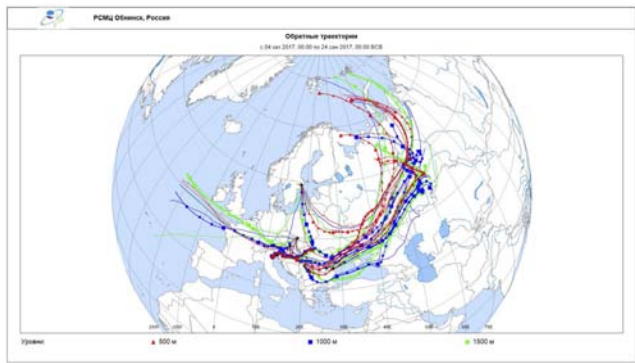 РСМЦ Обнинск, Россия
Обратные траектории
с 04 окт 2017, 00:00 по 24 сен 2017, 00:00 ВСВ
Уровни: 500 м 1000 м 1500 м